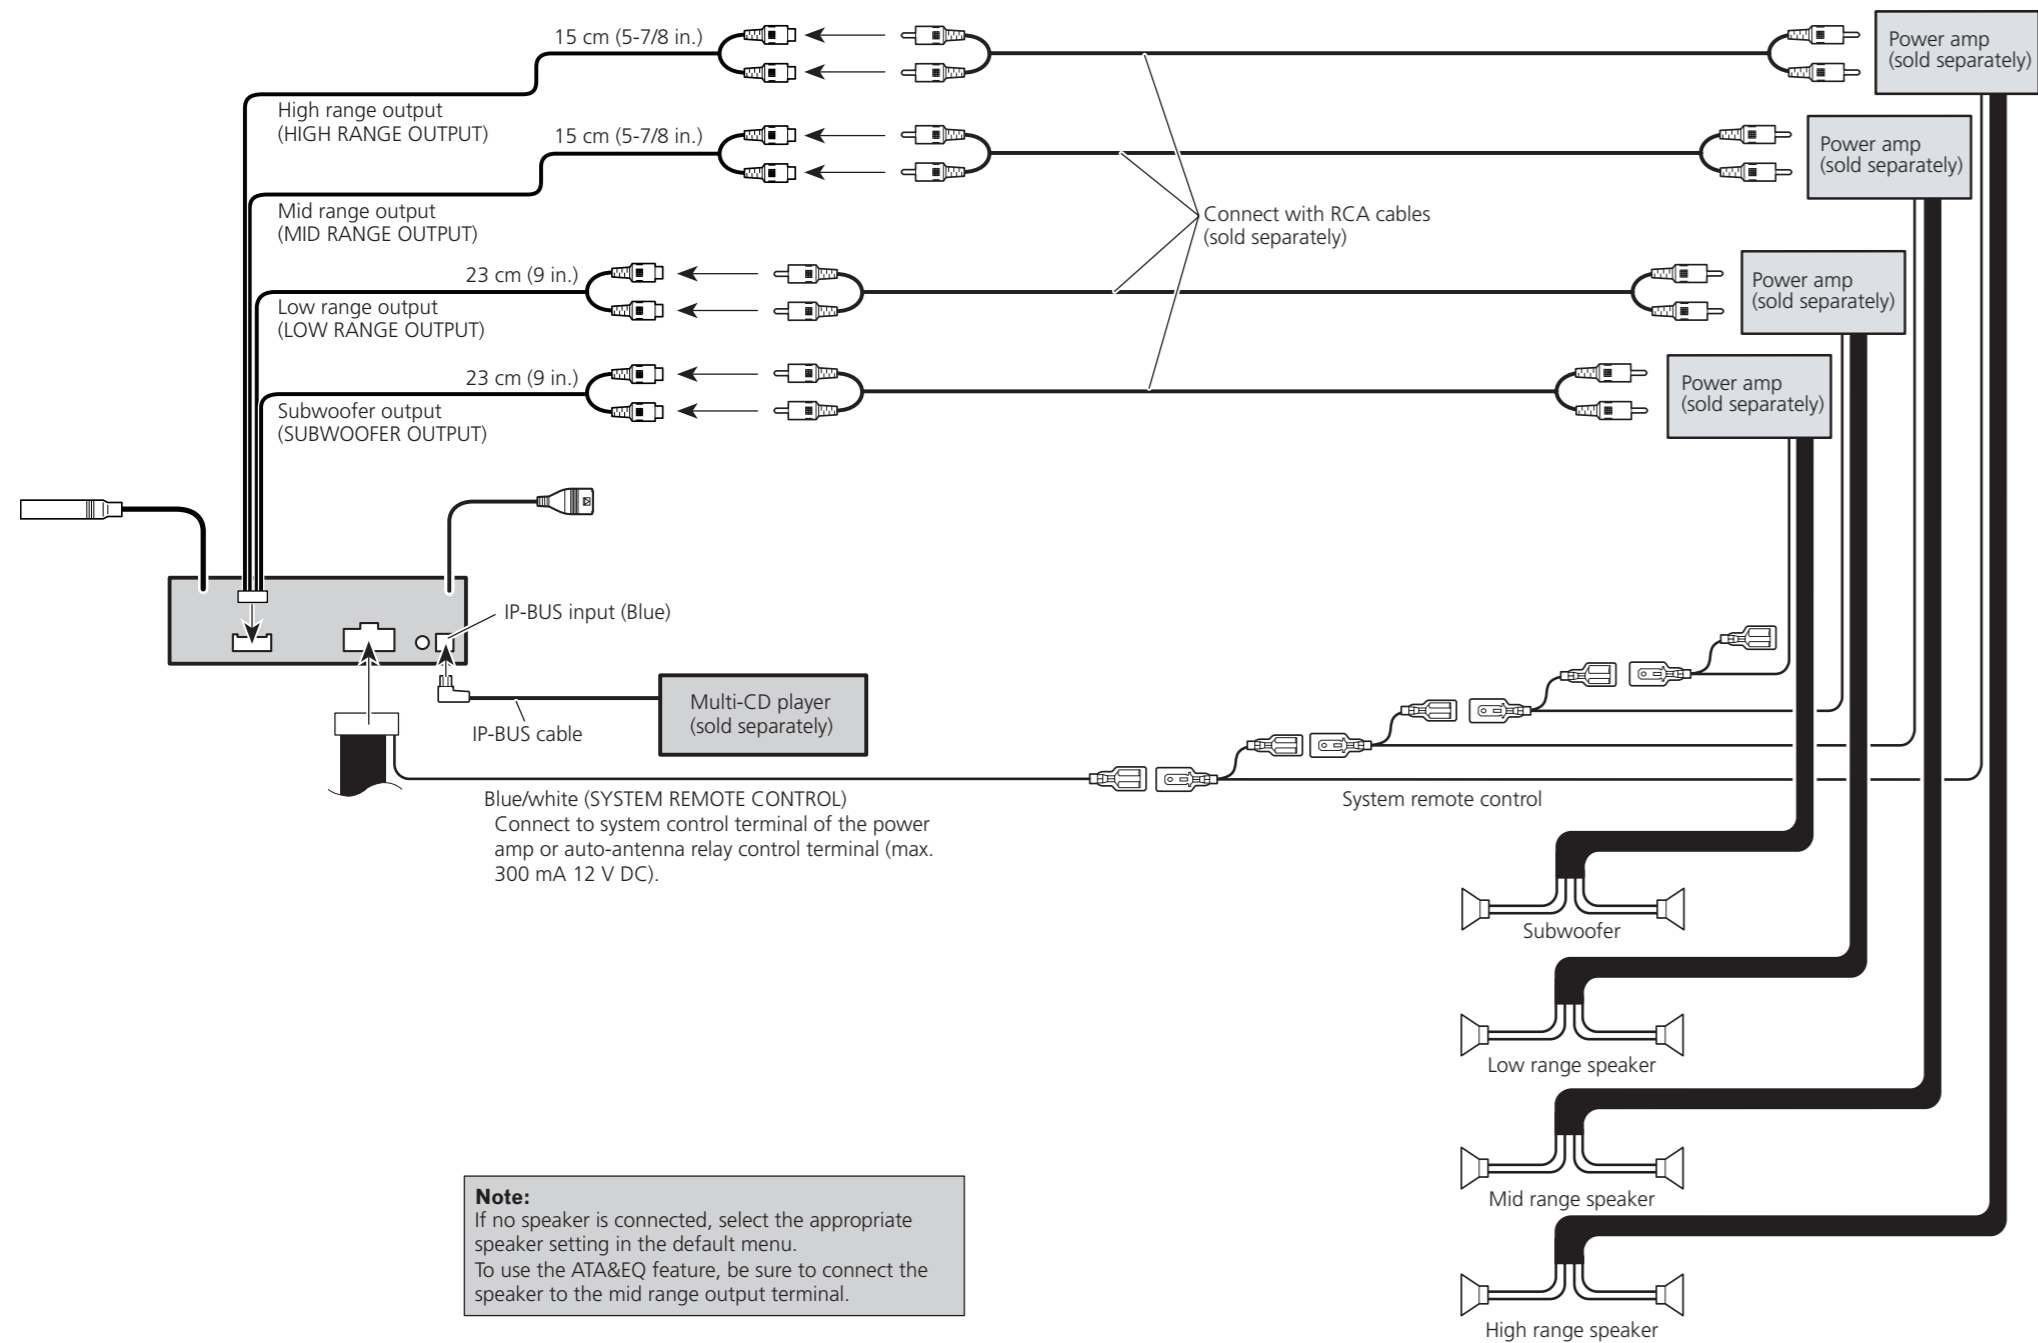 15 cm (5-7/8 in.)
Power amp
(sold separately)
High range output
(HIGH RANGE OUTPUT)
15 cm (5-7/8 in.)
Power amp
(sold separately)
Mid range output
(MID RANGE OUTPUT)
Connect with RCA cables
(sold separately)
23 cm (9 in.)
Power amp
(sold separately)
Low range output
(LOW RANGE OUTPUT)
23 cm (9 in.)
Power amp
(sold separately)
Subwoofer output
(SUBWOOFER OUTPUT)
IP-BUS input (Blue)
Multi-CD player
(sold separately)
IP-BUS cable
Blue/white (SYSTEM REMOTE CONTROL)
Connect to system control terminal of the power
amp or auto-antenna relay control terminal (max.
300 mA 12 V DC).
System remote control
Subwoofer
Low range speaker
Mid range speaker
High range speaker
Note:
If no speaker is connected, select the appropriate
speaker setting in the default menu.
To use the ATA&EQ feature, be sure to connect the
speaker to the mid range output terminal.